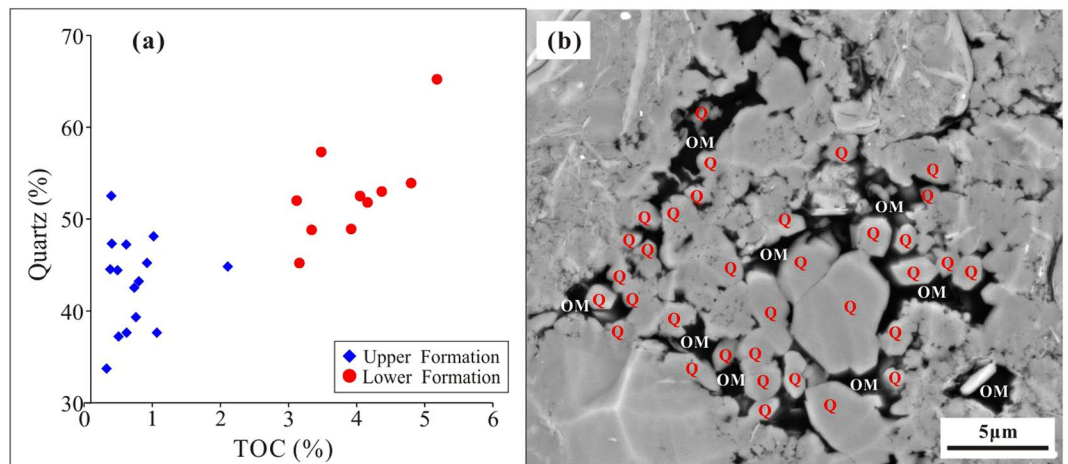 70
60
50
40
30
0
1
2
3
4
5
6
Quartz (%)
TOC (%)
(a)
Upper Formation
Lower Formation
(b)
Q
OM
Q
Q
Q
Q
Q
OM
Q
Q
Q
Q
Q
Q
Q
Q
OM
Q
Q
Q
Q
Q
Q
Q
OM
OM
Q
Q
Q
Q
Q
Q
Q
OM
Q
Q
Q
OM
Q
Q
OM
Q
OM
Q
Q
5µm